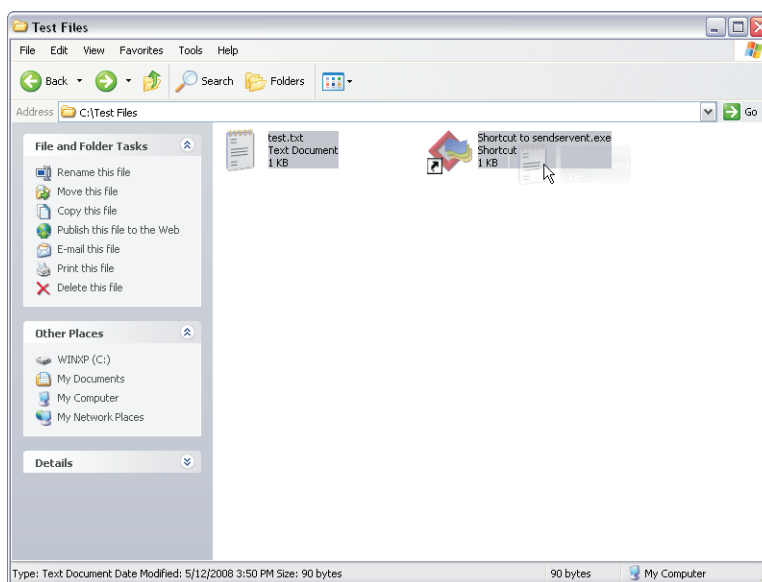 Test Files
File Edit View Favorites Tools Help
Back Search Folders
Address C:\Test Files Go
File and Folder Tasks
Rename this file
Move this file
Copy this file
Publish this file to the Web
E-mail this file
Print this file
Delete this file
Other Places
WINXP (C:)
My Documents
My Computer
My Network Places
Details
test.txt
Text Document
1 KB
Shortcut to sendservent.exe
Shortcut
1 KB
Type: Text Document Date Modified: 5/12/2008 3:50 PM Size: 90 bytes 90 bytes My Computer